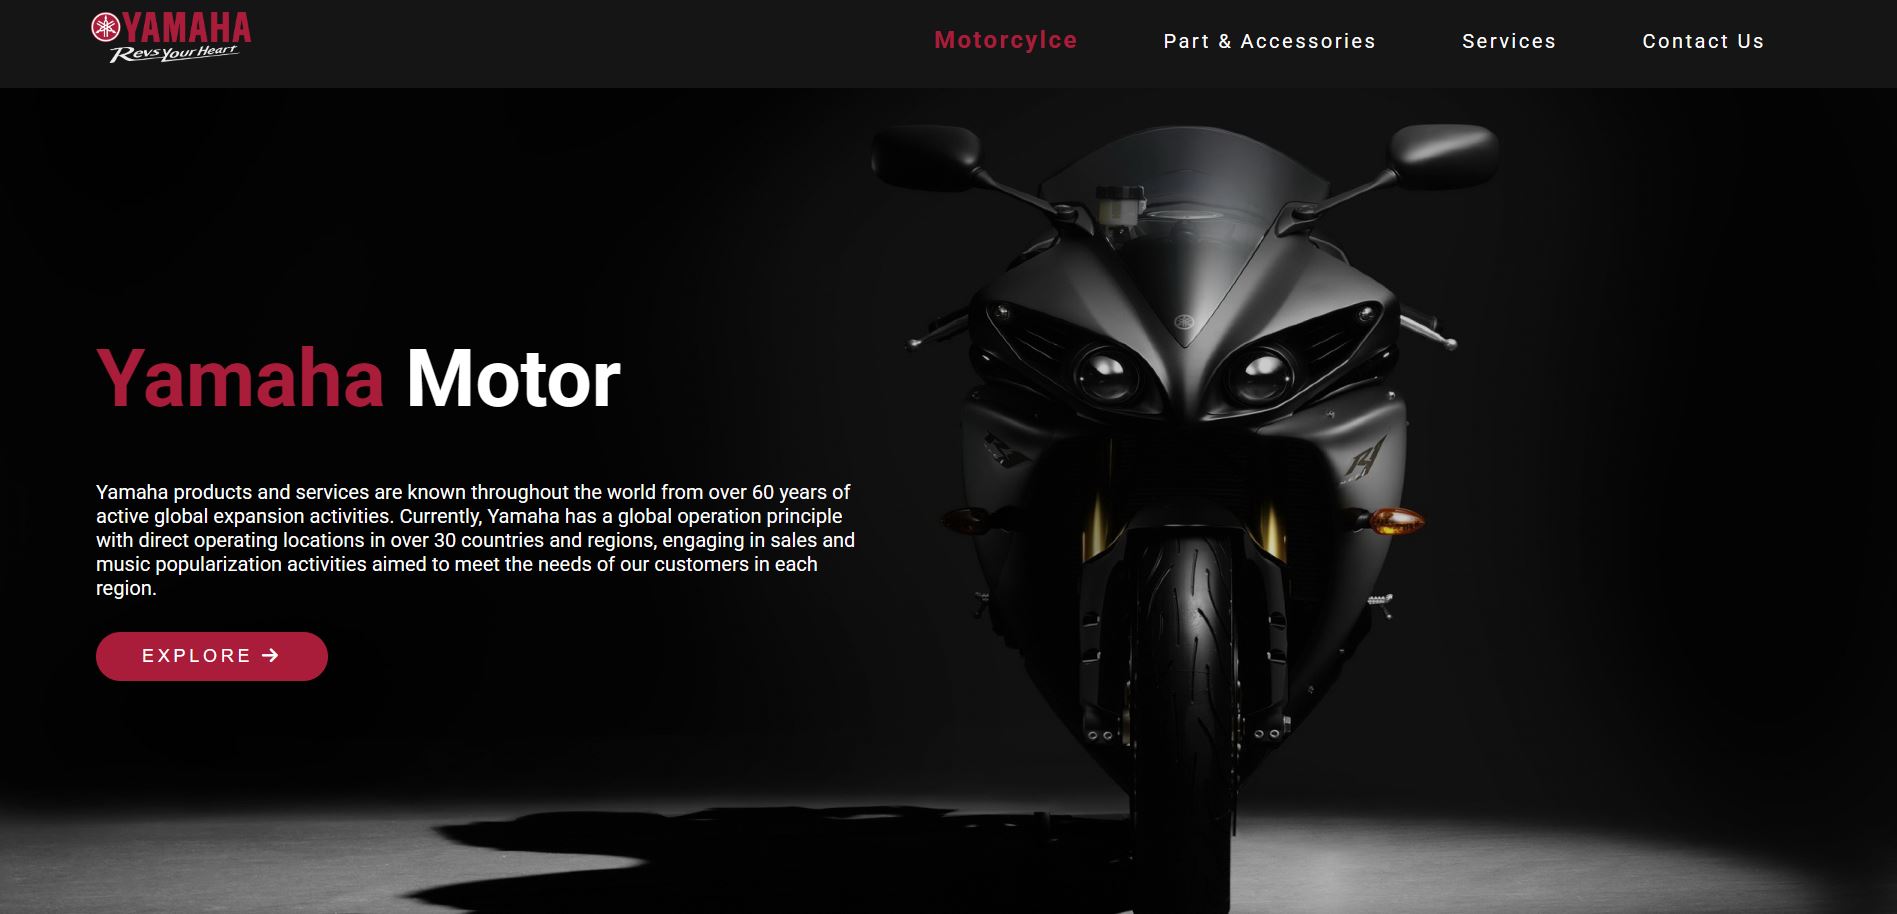 YAMAHA
Revs Your Heart
Motorcylce
Part & Accessories
Services
Contact Us
Yamaha Motor
Yamaha products and services are known throughout the world from over 60 years of
active global expansion activities. Currently, Yamaha has a global operation principle
with direct operating locations in over 30 countries and regions, engaging in sales and
music popularization activities aimed to meet the needs of our customers in each
region.
EXPLORE
R1